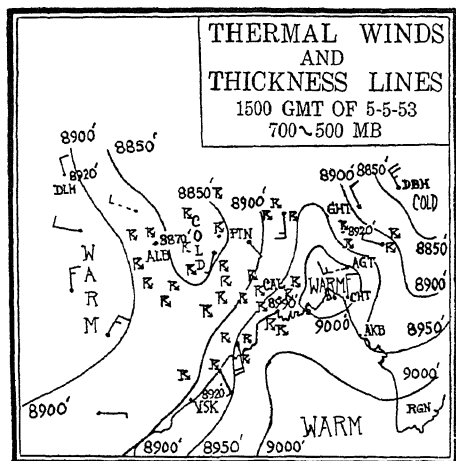 THERMAL WINDS
AND
THICKNESS LINES
1500 GMT OF 5-5-53
700~500 MB
8900'
8850'
8920'
DLH
8850'
8900'
8900'
8850'
DBH
COLD
GHT
8920'
8850'
COLD
8870'
ALB
PTN
WARM
AGT
8900'
CAL
8950'
WARM
CHT
9000'
8950'
AKB
9000'
8900'
8920'
VSK
RGN
WARM
8900'
8950'
9000'